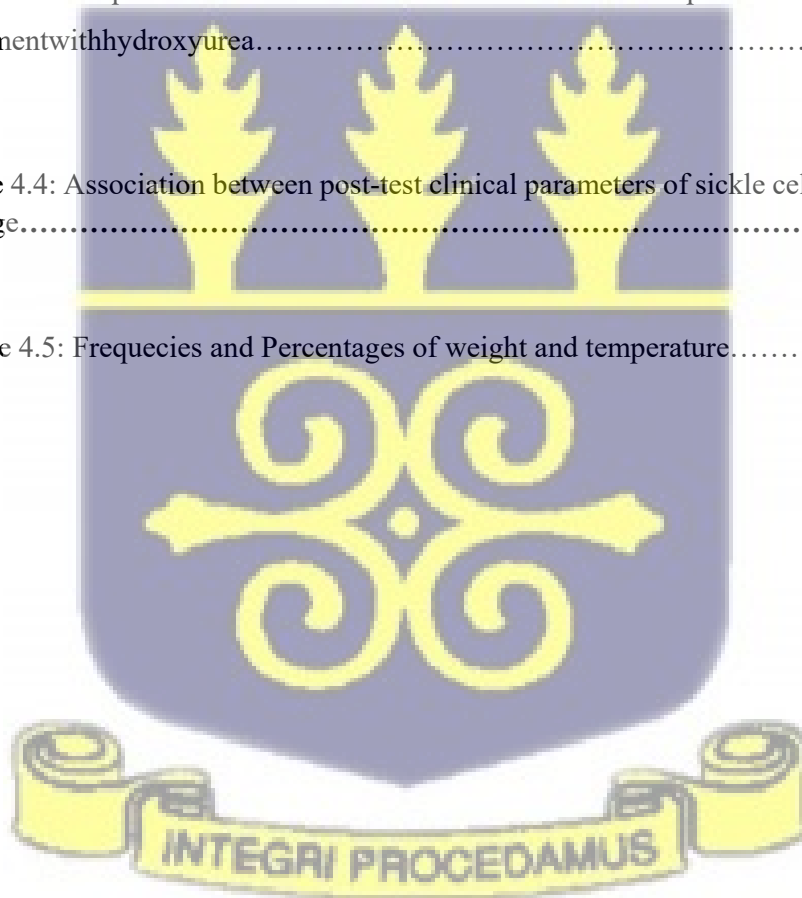 mentwithhydroxyurea……………………………………………………
e 4.4: Association between post-test clinical parameters of sickle cel
ge...............................................................................
e 4.5: Frequecies and Percentages of weight and temperature…….
INTEGRI PROCEDAMUS